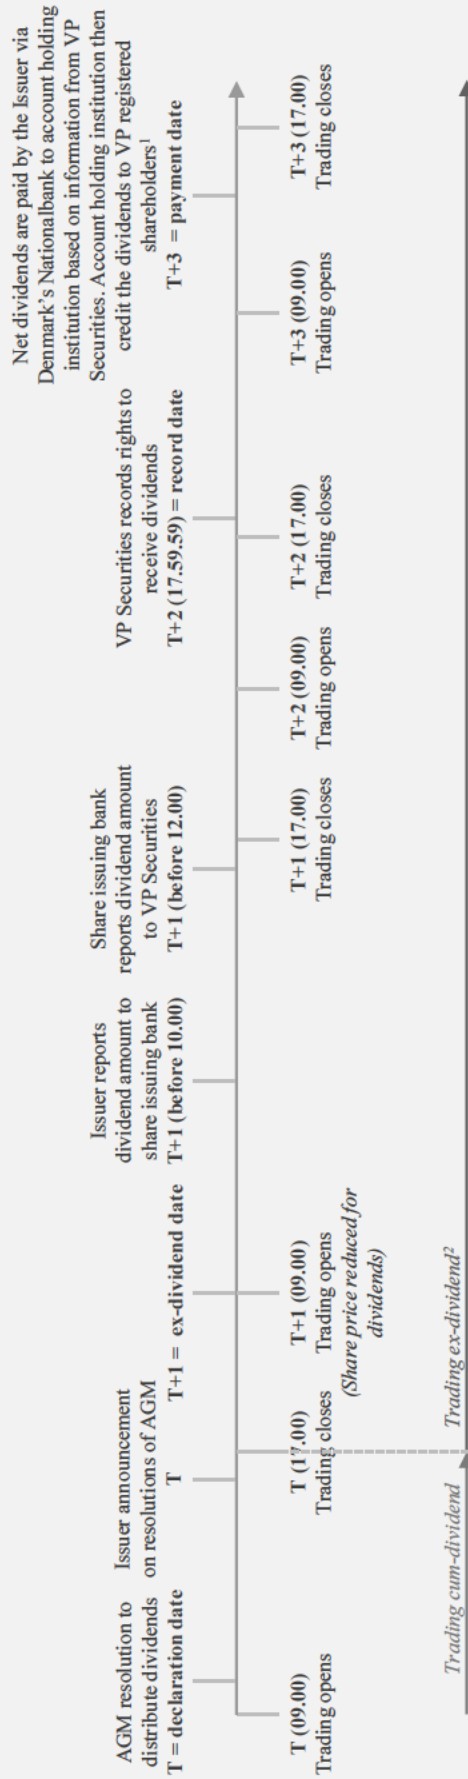 AGM resolution to
distribute dividends
T = declaration date
Issuer announcement
on resolutions of AGM
T
T+1 = ex-dividend date
Issuer reports
dividend amount to
share issuing bank
T+1 (before 10.00)
Share issuing bank
reports dividend amount
to VP Securities
T+1 (before 12.00)
VP Securities records rights to
receive dividends
T+2 (17.59.59) = record date
Net dividends are paid by the Issuer via
Denmark's Nationalbank to account holding
institution based on information from VP
Securities. Account holding institution then
credit the dividends to VP registered
shareholders¹
T+3 = payment date
T (09.00)
Trading opens
T (17.00)
Trading closes
T+1 (09.00)
Trading opens
(Share price reduced for
dividends)
T+1 (17.00)
Trading closes
T+2 (09.00)
Trading opens
T+2 (17.00)
Trading closes
T+3 (09.00)
Trading opens
T+3 (17.00)
Trading closes
Trading cum-dividend
Trading ex-dividend²